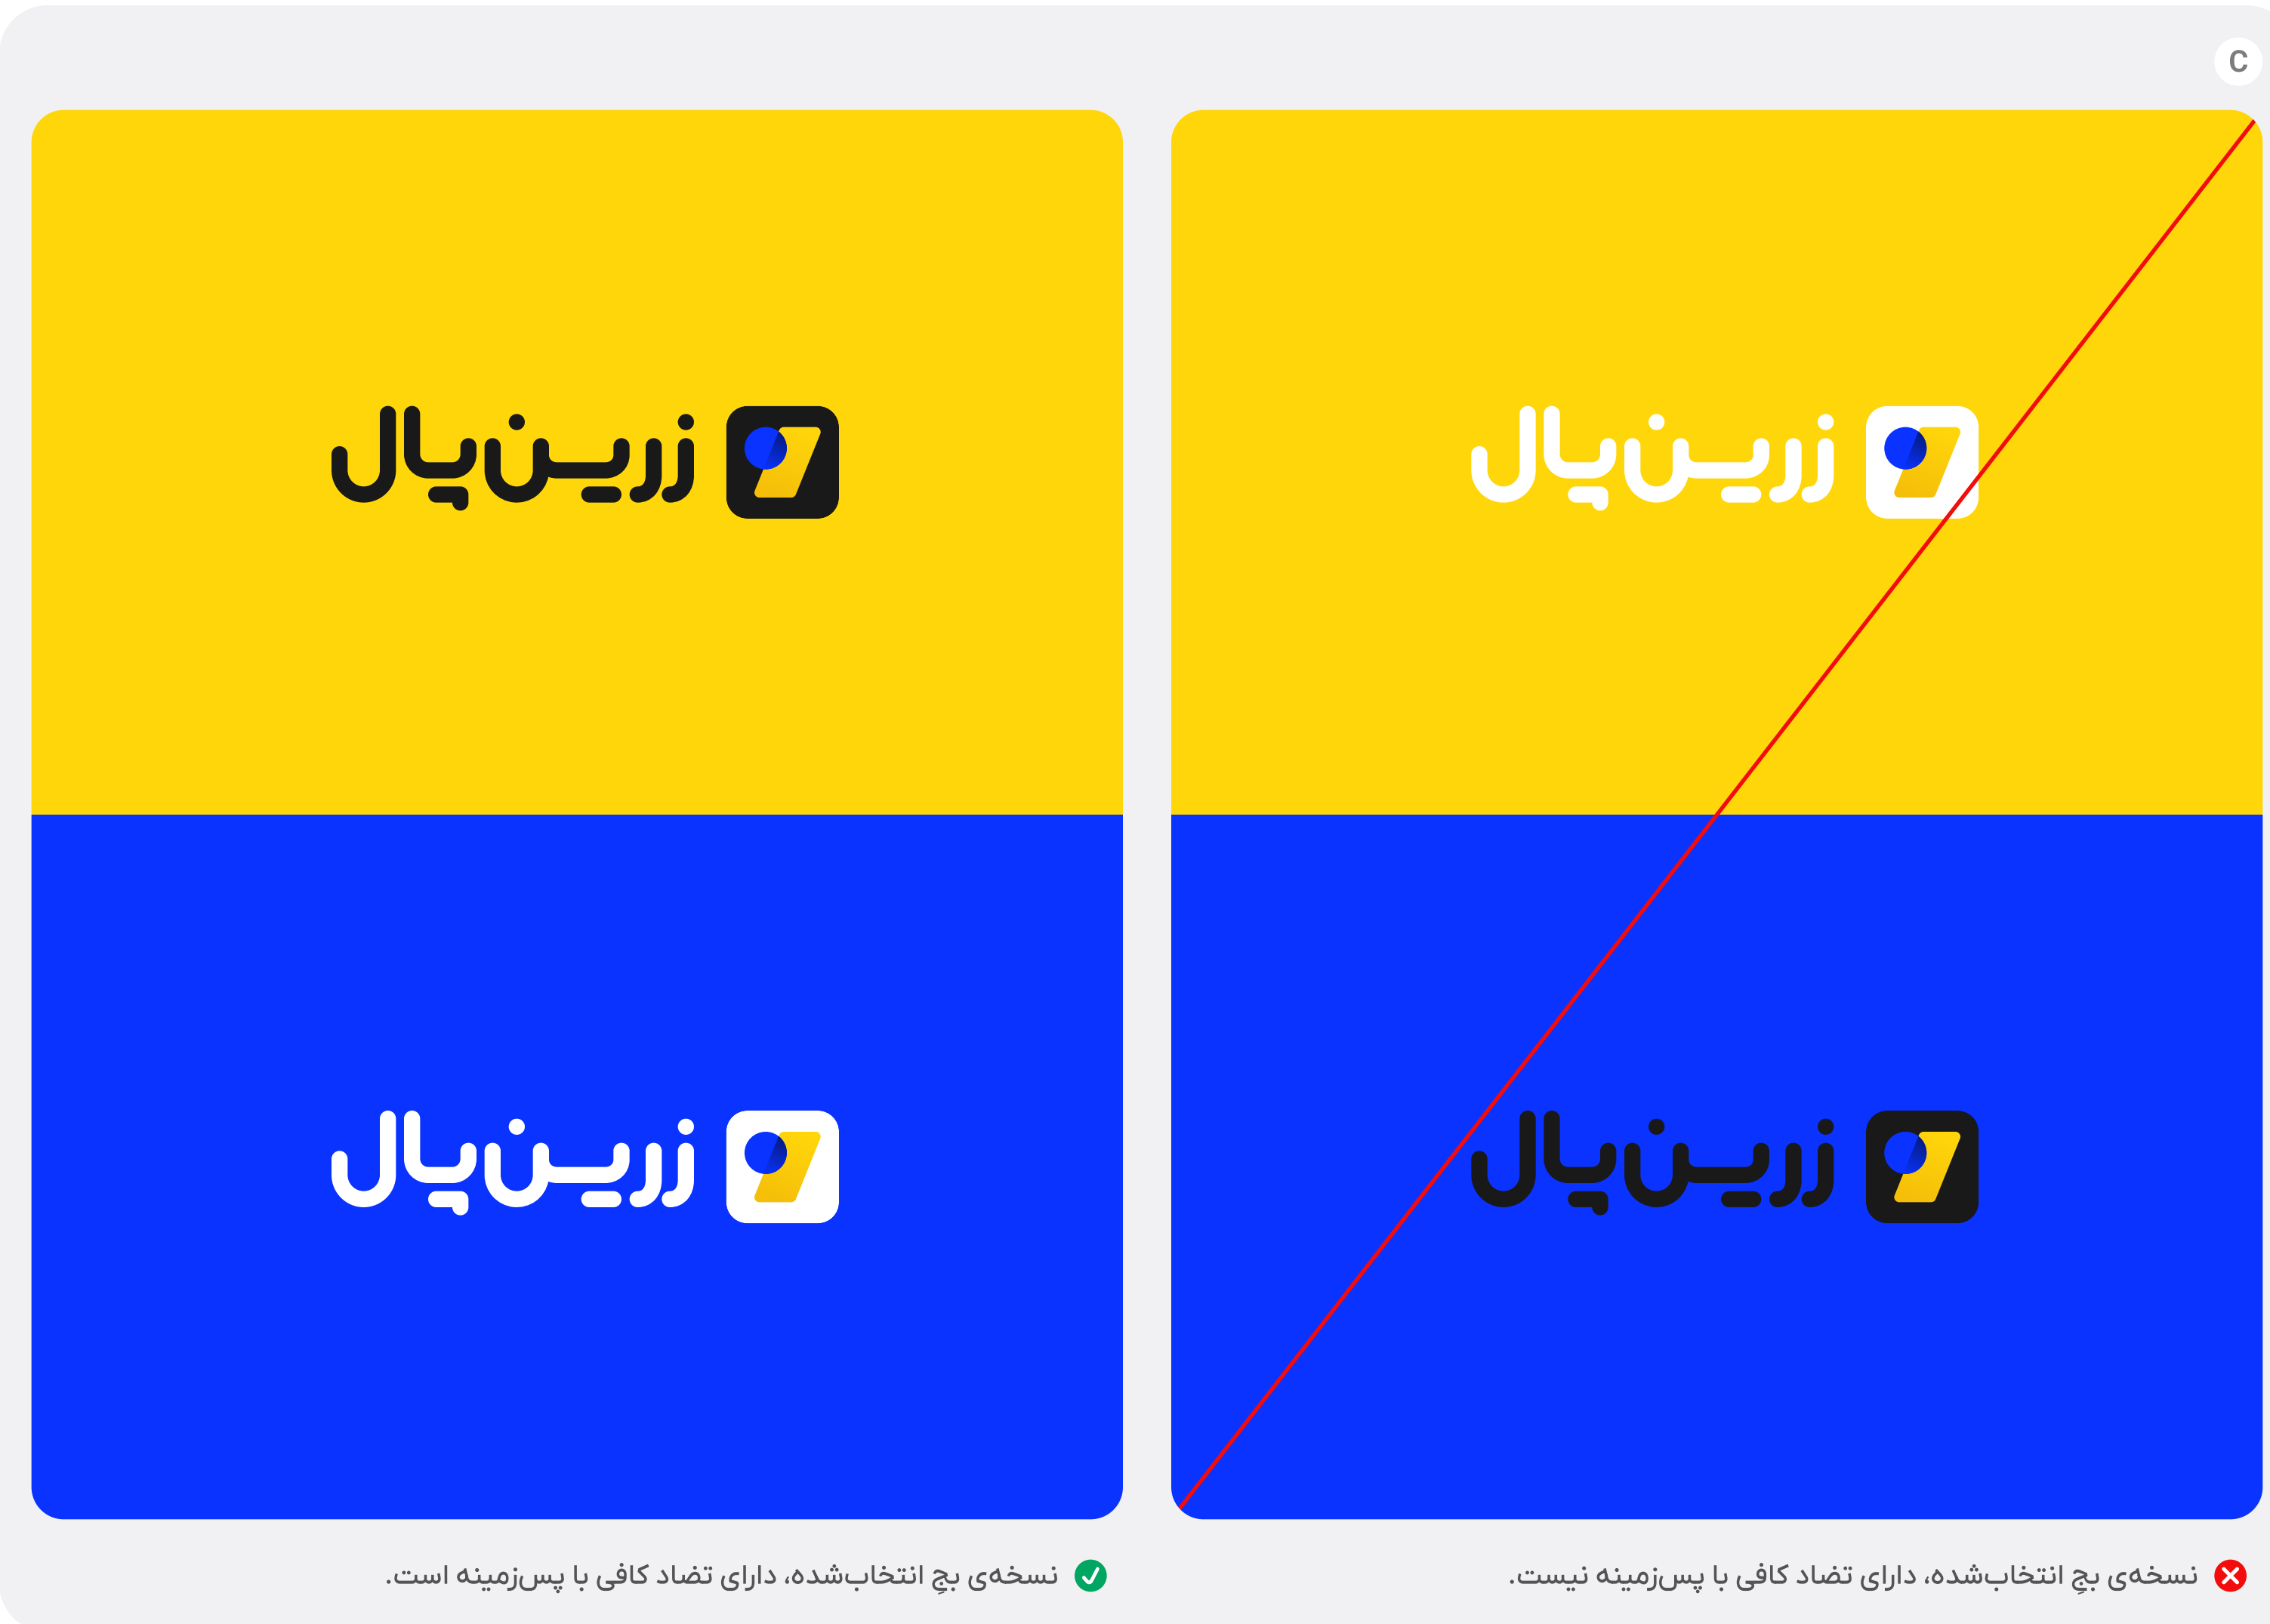 C
زرین‌پال
زرین‌پال
زرین‌پال
زرین‌پال
نسخه‌ی بجِ انتخاب‌شده، دارای تضاد کافی با پس‌زمینه نیست.
نسخه‌ی بجِ انتخاب‌شده، دارای تضاد کافی با پس‌زمینه است.